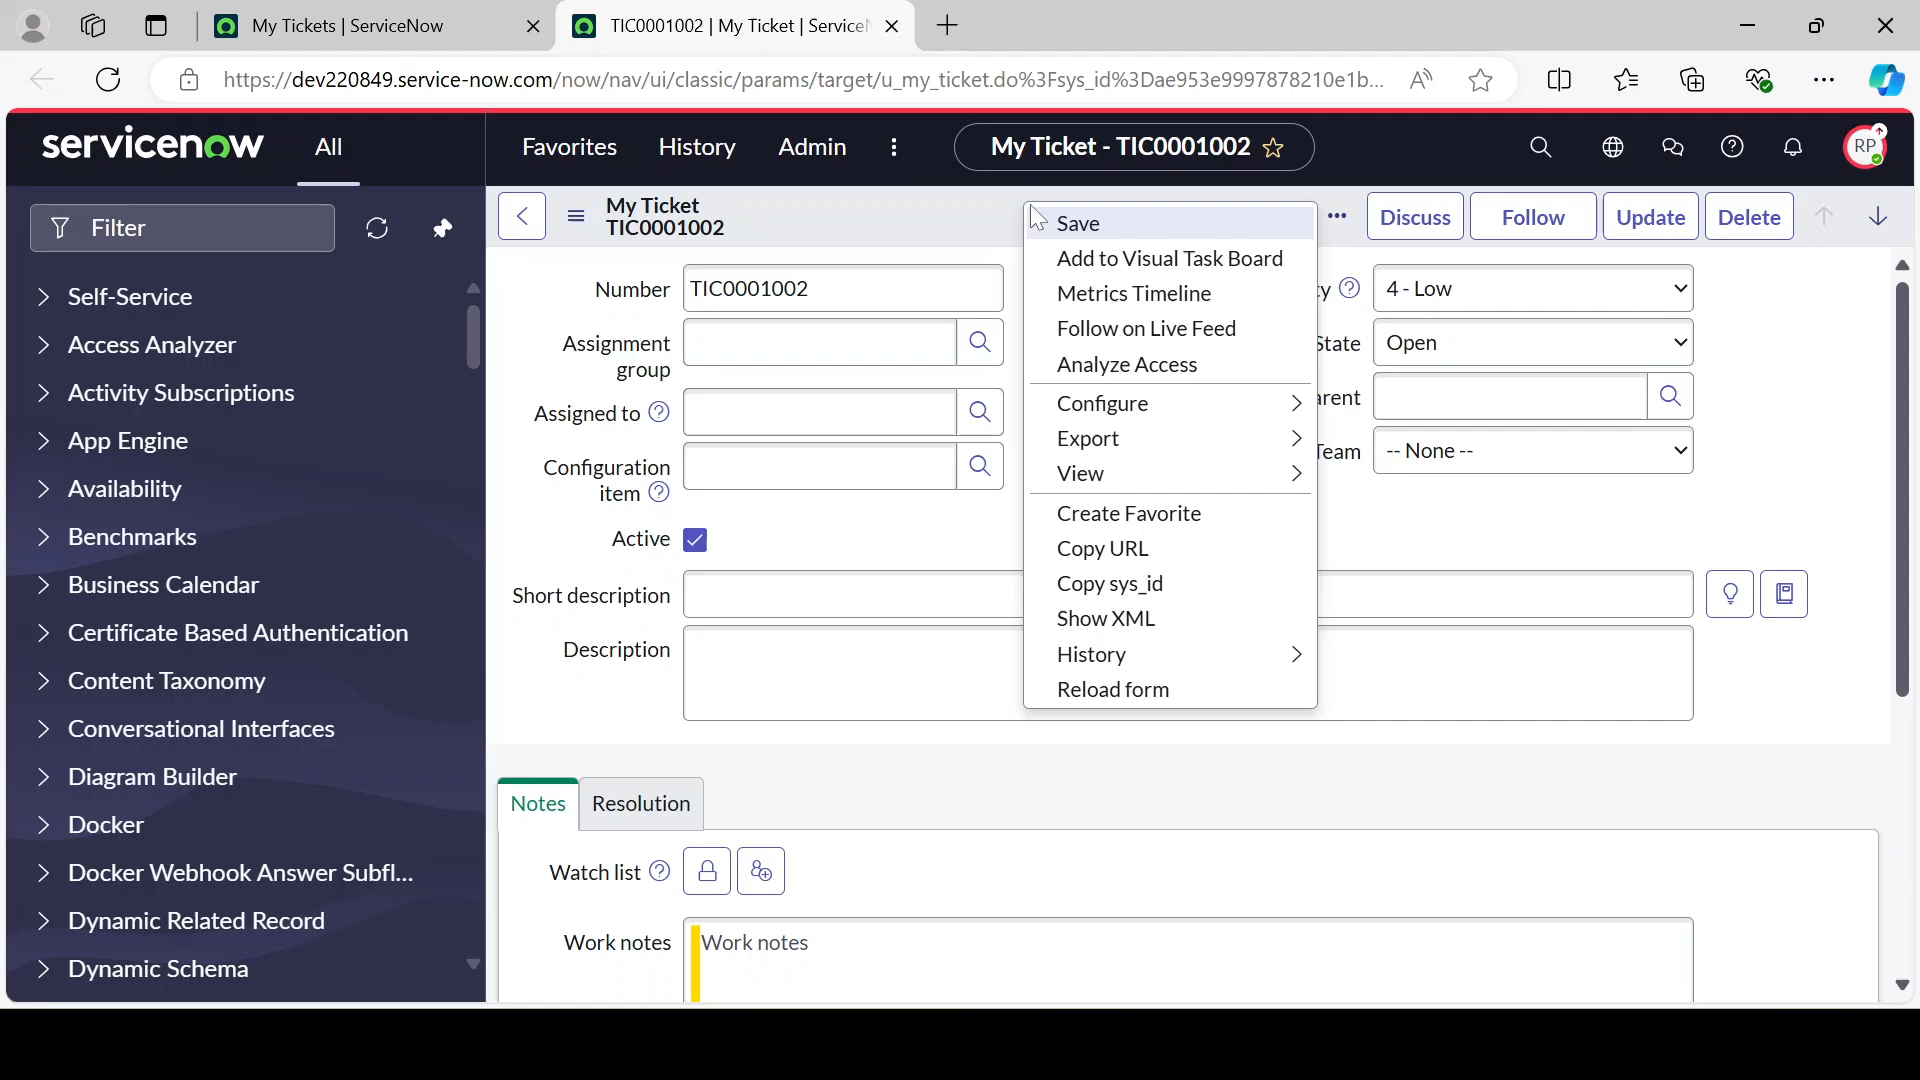 My Tickets | ServiceNow
TIC0001002 | My Ticket | Service
https://dev220849.service-now.com/now/nav/ui/classic/params/target/u_my_ticket.do%3Fsys_id%3Dae953e9997878210e1b...
servicenow
All
Favorites
History
Admin
My Ticket - TIC0001002
RP
Filter
My Ticket
TIC0001002
Discuss
Follow
Update
Delete
Self-Service
Access Analyzer
Activity Subscriptions
App Engine
Availability
Benchmarks
Business Calendar
Certificate Based Authentication
Content Taxonomy
Conversational Interfaces
Diagram Builder
Docker
Docker Webhook Answer Subfl...
Dynamic Related Record
Dynamic Schema
Number
TIC0001002
Assignment
group
Assigned to
Configuration
item
Active
Short description
Description
Save
Add to Visual Task Board
Metrics Timeline
Follow on Live Feed
Analyze Access
Configure
Export
View
Create Favorite
Copy URL
Copy sys_id
Show XML
History
Reload form
ty
4 - Low
State
Open
arent
Team
-- None --
Notes
Resolution
Watch list
Work notes
Work notes